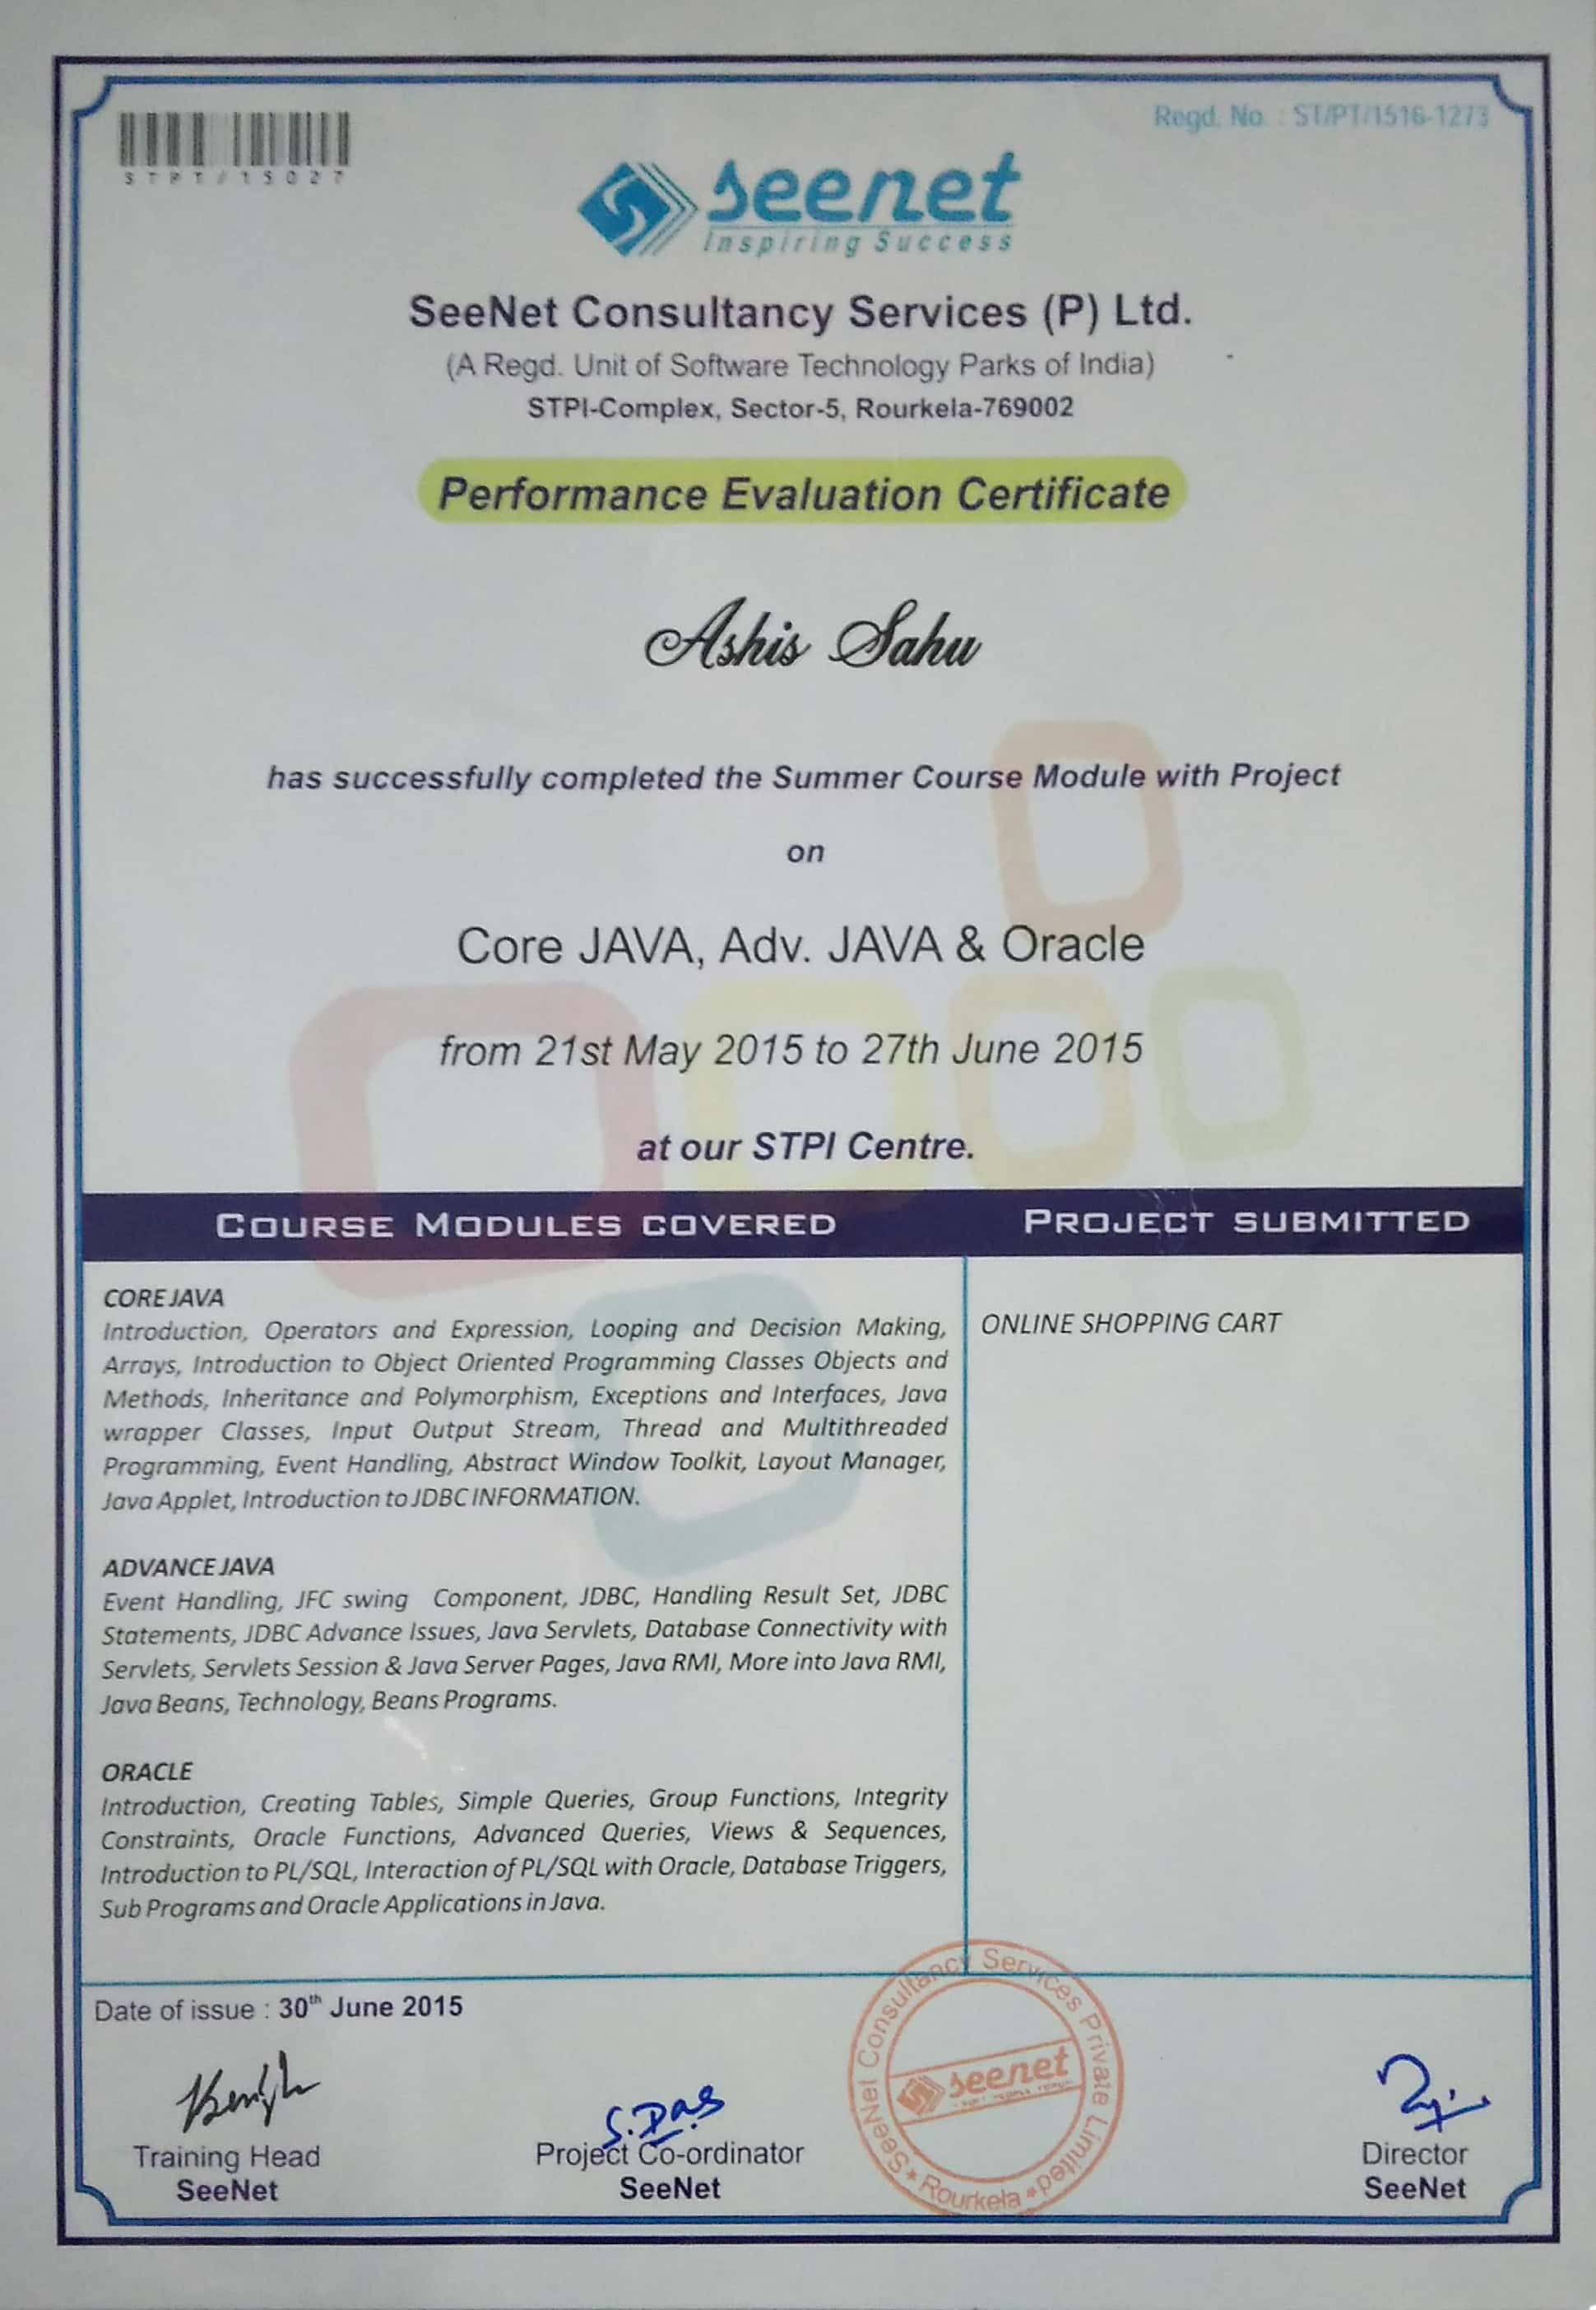 Regd. No. : ST/PT/1516-1273
STPT/15027
seenet
Inspiring Success
SeeNet Consultancy Services (P) Ltd.
(A Regd. Unit of Software Technology Parks of India)
STPI-Complex, Sector-5, Rourkela-769002
Performance Evaluation Certificate
Ashis Sahu
has successfully completed the Summer Course Module with Project
on
Core JAVA, Adv. JAVA & Oracle
from 21st May 2015 to 27th June 2015
at our STPI Centre.
COURSE MODULES COVERED
CORE JAVA
Introduction, Operators and Expression, Looping and Decision Making,
Arrays, Introduction to Object Oriented Programming Classes Objects and
Methods, Inheritance and Polymorphism, Exceptions and Interfaces, Java
wrapper Classes, Input Output Stream, Thread and Multithreaded
Programming, Event Handling, Abstract Window Toolkit, Layout Manager,
Java Applet, Introduction to JDBC INFORMATION.
ADVANCE JAVA
Event Handling, JFC swing Component, JDBC, Handling Result Set, JDBC
Statements, JDBC Advance Issues, Java Servlets, Database Connectivity with
Servlets, Servlets Session & Java Server Pages, Java RMI, More into Java RMI,
Java Beans, Technology, Beans Programs.
ORACLE
Introduction, Creating Tables, Simple Queries, Group Functions, Integrity
Constraints, Oracle Functions, Advanced Queries, Views & Sequences,
Introduction to PL/SQL, Interaction of PL/SQL with Oracle, Database Triggers,
Sub Programs and Oracle Applications in Java.
PROJECT SUBMITTED
ONLINE SHOPPING CART
Date of issue : 30th June 2015
Training Head
SeeNet
S.Das
Project Co-ordinator
SeeNet
SeeNet Consultancy Services Private Limited
Rourkela
seenet
Director
SeeNet